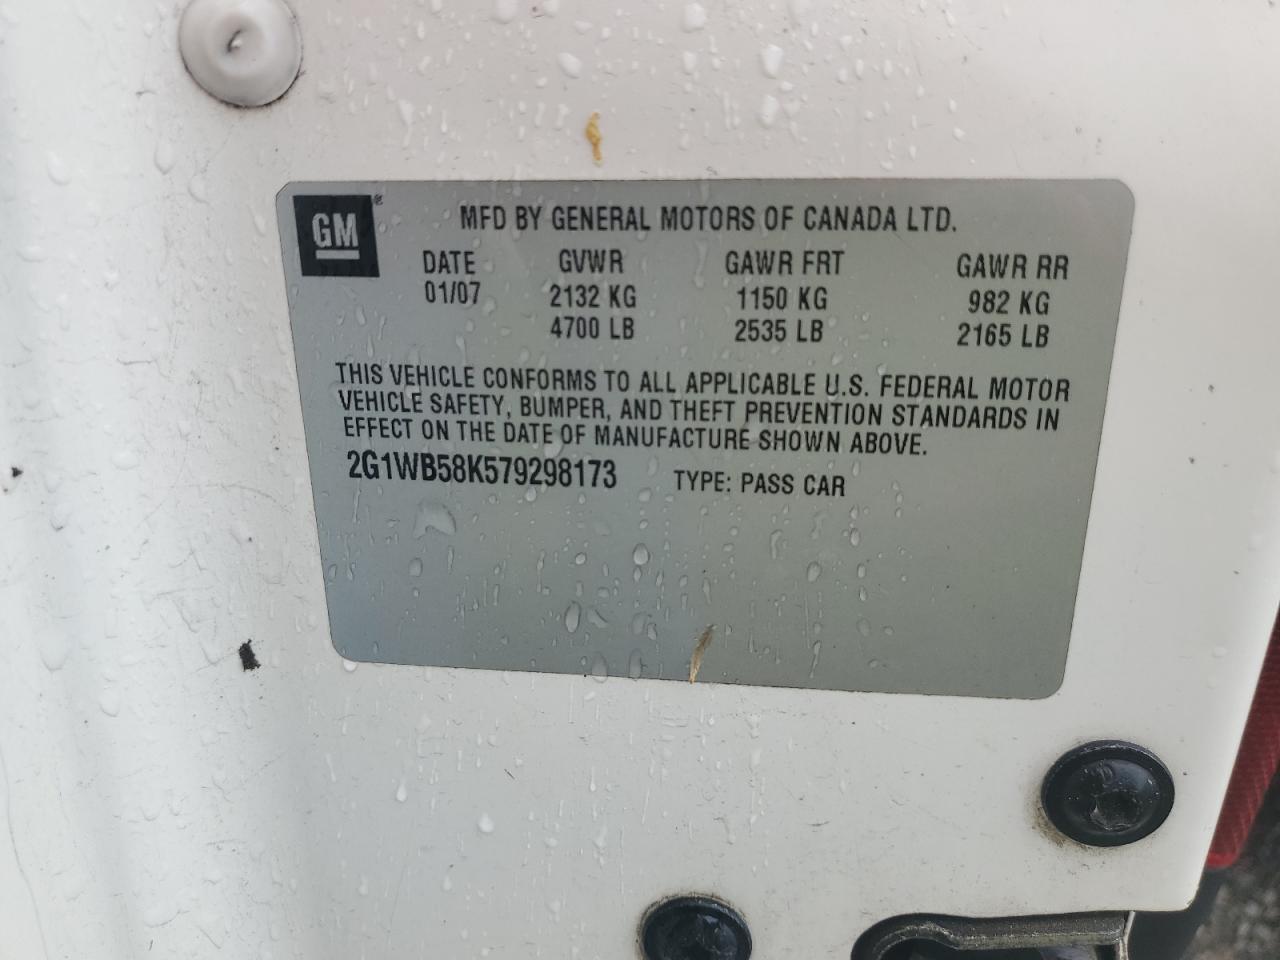 GM®
MFD BY GENERAL MOTORS OF CANADA LTD.
DATE GVWR GAWR FRT GAWR RR
01/07 2132 KG 1150 KG 982 KG
4700 LB 2535 LB 2165 LB
THIS VEHICLE CONFORMS TO ALL APPLICABLE U.S. FEDERAL MOTOR
VEHICLE SAFETY, BUMPER, AND THEFT PREVENTION STANDARDS IN
EFFECT ON THE DATE OF MANUFACTURE SHOWN ABOVE.
2G1WB58K579298173 TYPE: PASS CAR